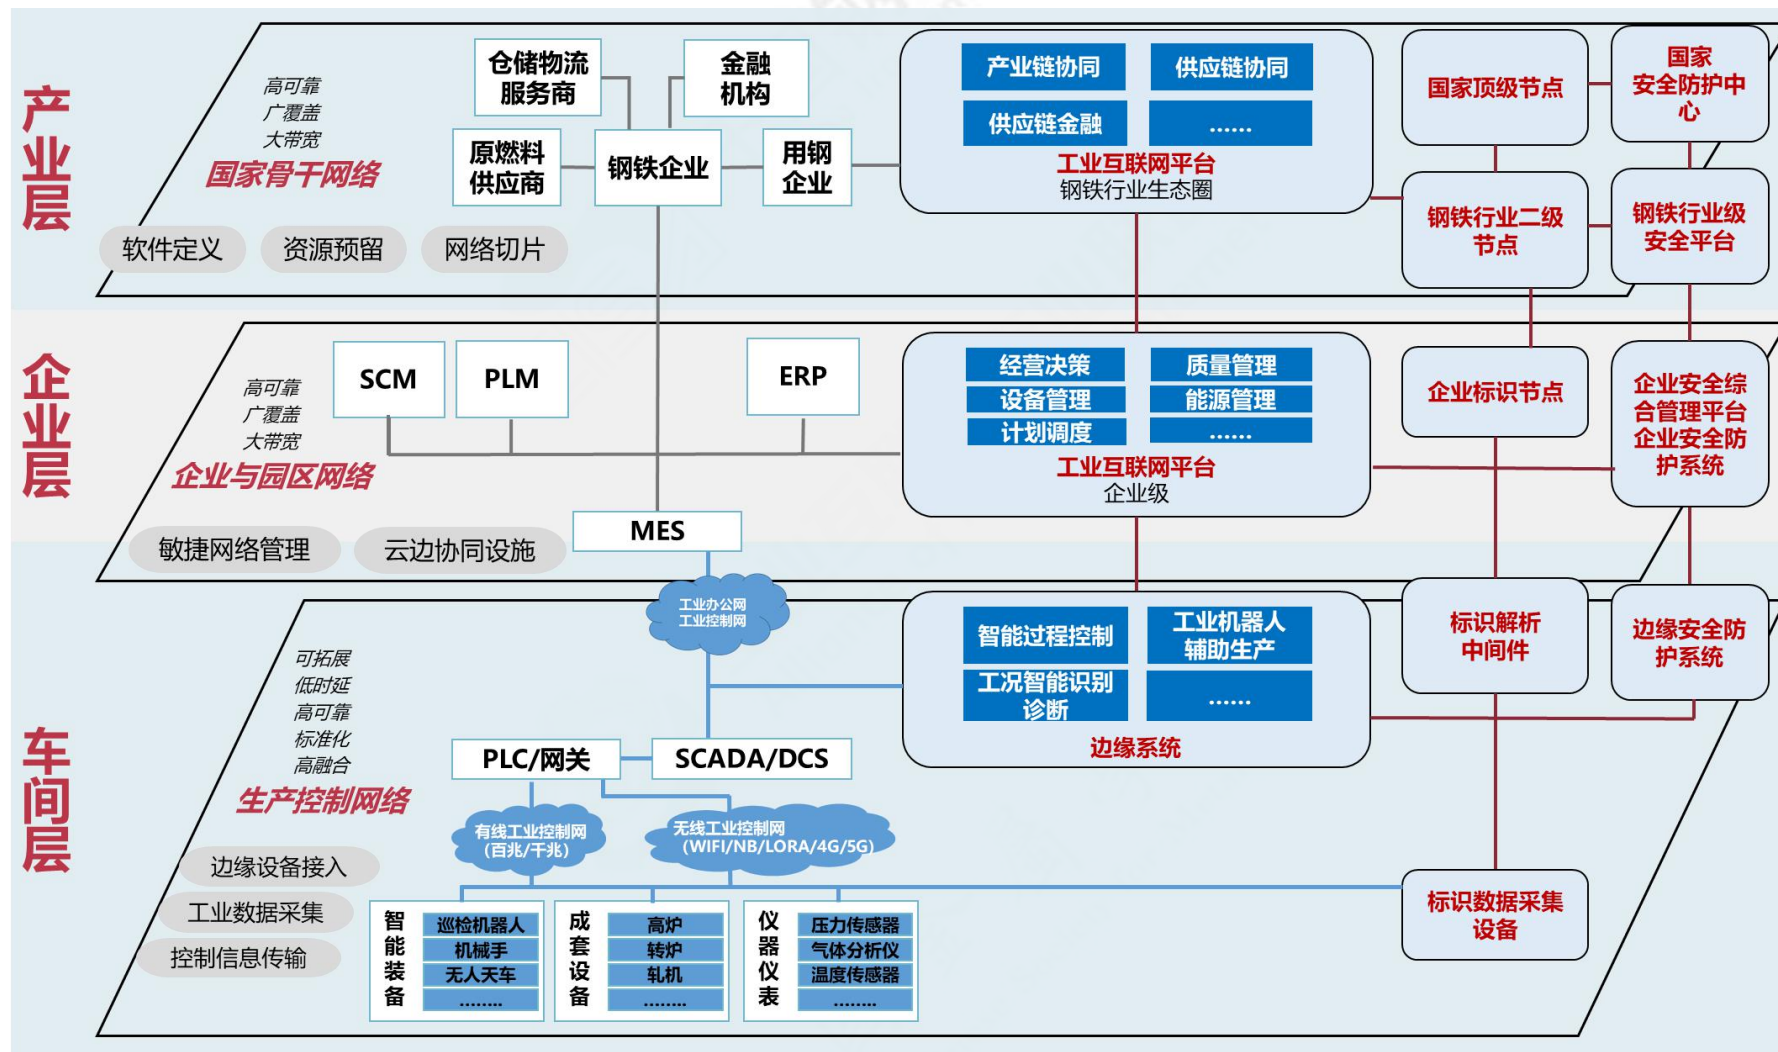 产业层
高可靠
广覆盖
大带宽
国家骨干网络
软件定义
资源预留
网络切片
仓储物流
服务商
金融
机构
原燃料
供应商
钢铁企业
用钢
企业
产业链协同
供应链协同
供应链金融
......
工业互联网平台
钢铁行业生态圈
国家顶级节点
国家
安全防护中
心
钢铁行业二级
节点
钢铁行业级
安全平台
企业层
高可靠
广覆盖
大带宽
企业与园区网络
敏捷网络管理
云边协同设施
SCM
PLM
ERP
MES
经营决策
质量管理
设备管理
能源管理
计划调度
......
工业互联网平台
企业级
企业标识节点
企业安全综
合管理平台
企业安全防
护系统
车间层
可拓展
低时延
高可靠
标准化
高融合
生产控制网络
边缘设备接入
工业数据采集
控制信息传输
工业办公网
工业控制网
PLC/网关
SCADA/DCS
有线工业控制网
(百兆/千兆)
无线工业控制网
(WIFI/NB/LORA/4G/5G)
智能过程控制
工业机器人
辅助生产
工况智能识别
诊断
......
边缘系统
标识解析
中间件
边缘安全防
护系统
标识数据采集
设备
智能装备
巡检机器人
机械手
无人天车
........
成套设备
高炉
转炉
轧机
........
仪器仪表
压力传感器
气体分析仪
温度传感器
........